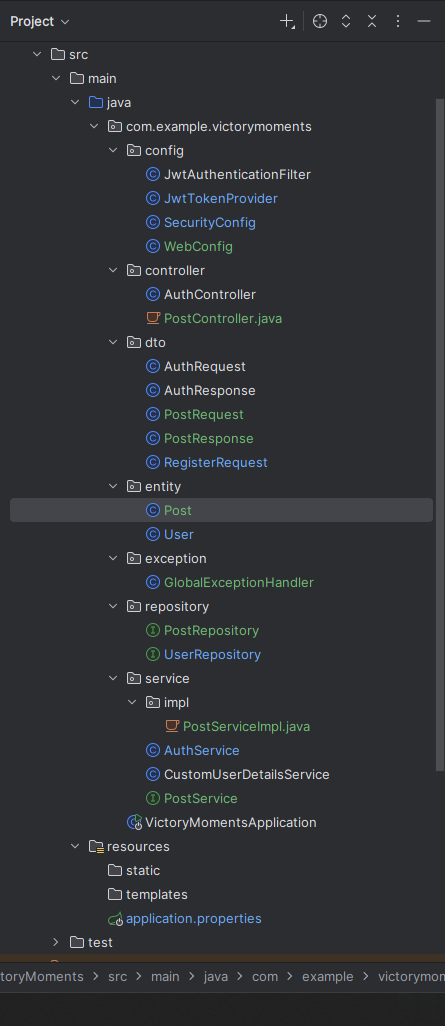 Project
src
main
java
com.example.victorymoments
config
JwtAuthenticationFilter
JwtTokenProvider
SecurityConfig
WebConfig
controller
AuthController
PostController.java
dto
AuthRequest
AuthResponse
PostRequest
PostResponse
RegisterRequest
entity
Post
User
exception
GlobalExceptionHandler
repository
PostRepository
UserRepository
service
impl
PostServiceImpl.java
AuthService
CustomUserDetailsService
PostService
VictoryMomentsApplication
resources
static
templates
application.properties
test
toryMoments > src > main > java > com > example > victorymom